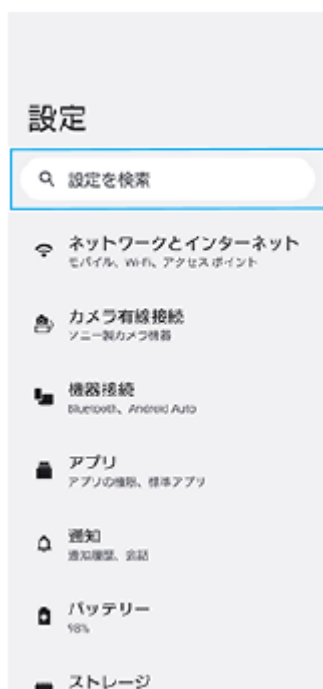 設定
設定を検索
ネットワークとインターネット
モバイル、Wi-Fi、アクセスポイント
カメラ有線接続
ソニー製カメラ機器
機器接続
Bluetooth、Android Auto
アプリ
アプリの権限、標準アプリ
通知
通知履歴、会話
バッテリー
98%
ストレージ